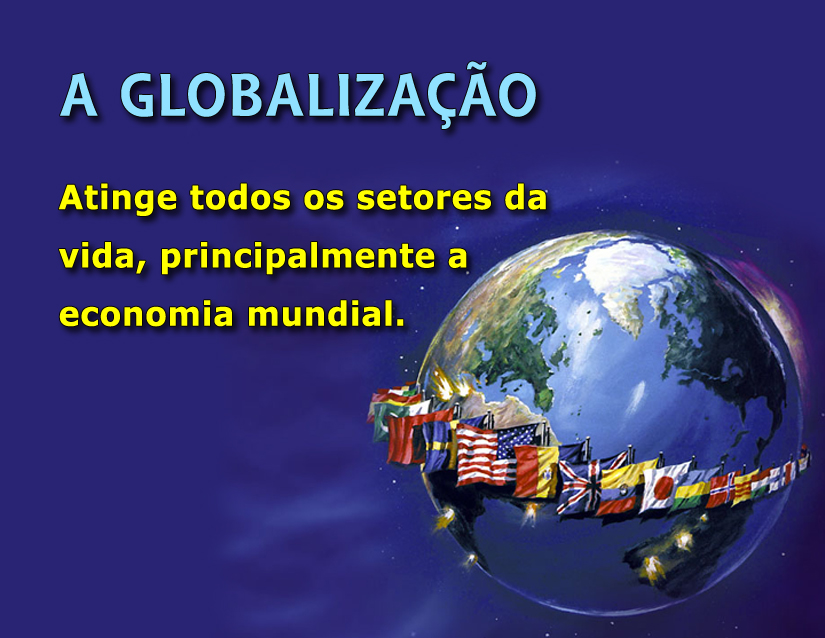 A GLOBALIZAÇÃO
Atinge todos os setores da
vida, principalmente a
economia mundial.